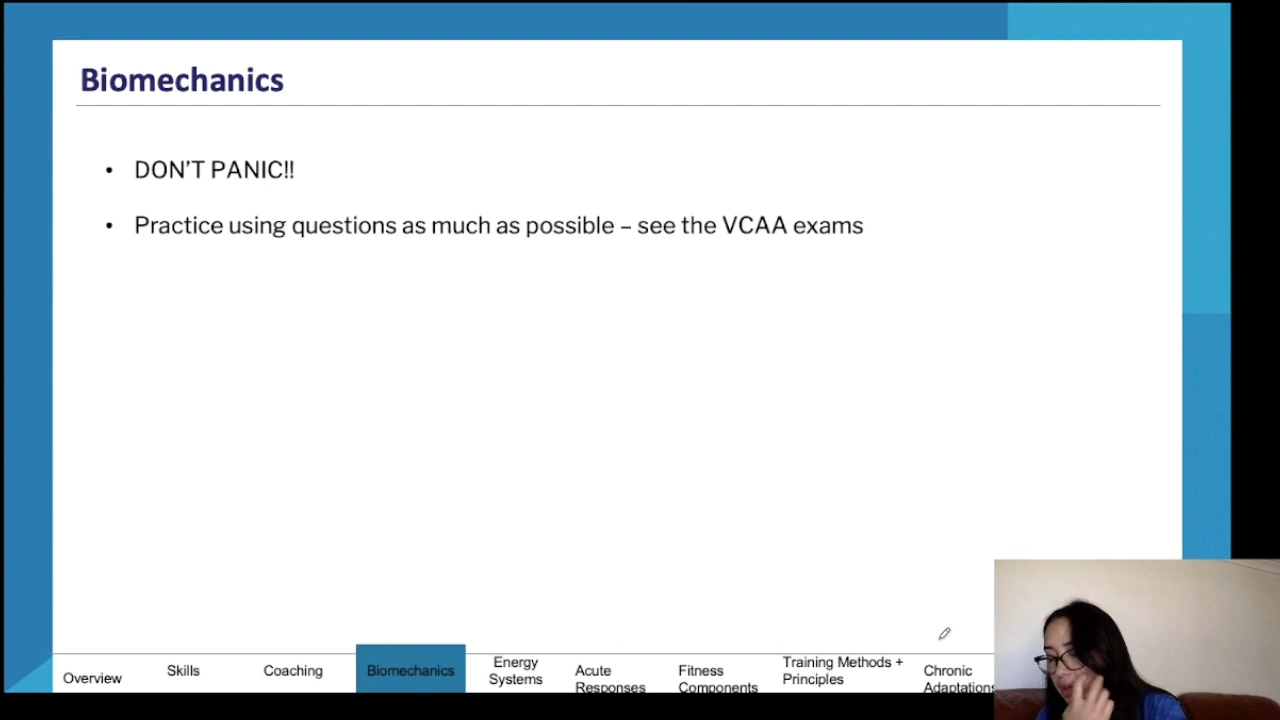 Biomechanics
• DON'T PANIC!!
• Practice using questions as much as possible – see the VCAA exams
Overview
Skills
Coaching
Biomechanics
Energy
Systems
Acute
Responses
Fitness
Components
Training Methods +
Principles
Chronic
Adaptations